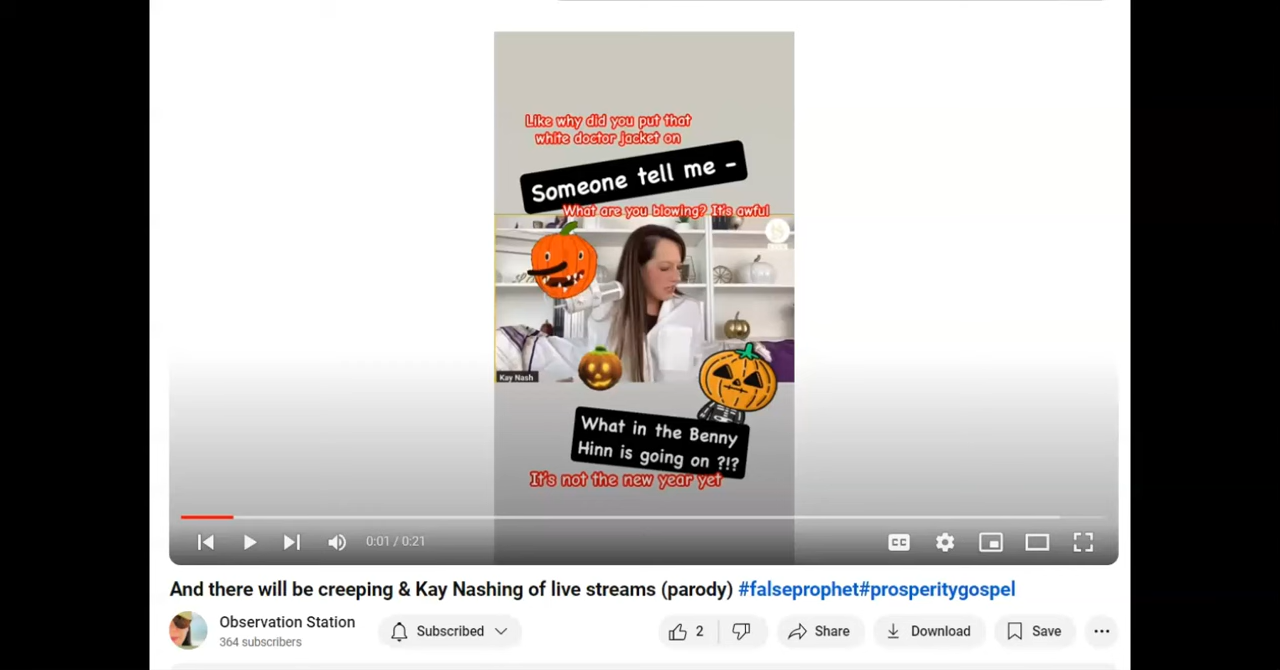 Like why did you put that
white doctor jacket on
Someone tell me -
What are you blowing? It's awful
Kay Nash
What in the Benny
Hinn is going on ?!?
It's not the new year yet
0:01 / 0:21
CC
And there will be creeping & Kay Nashing of live streams (parody) #falseprophet#prosperitygospel
Observation Station
364 subscribers
Subscribed
2
Share
Download
Save